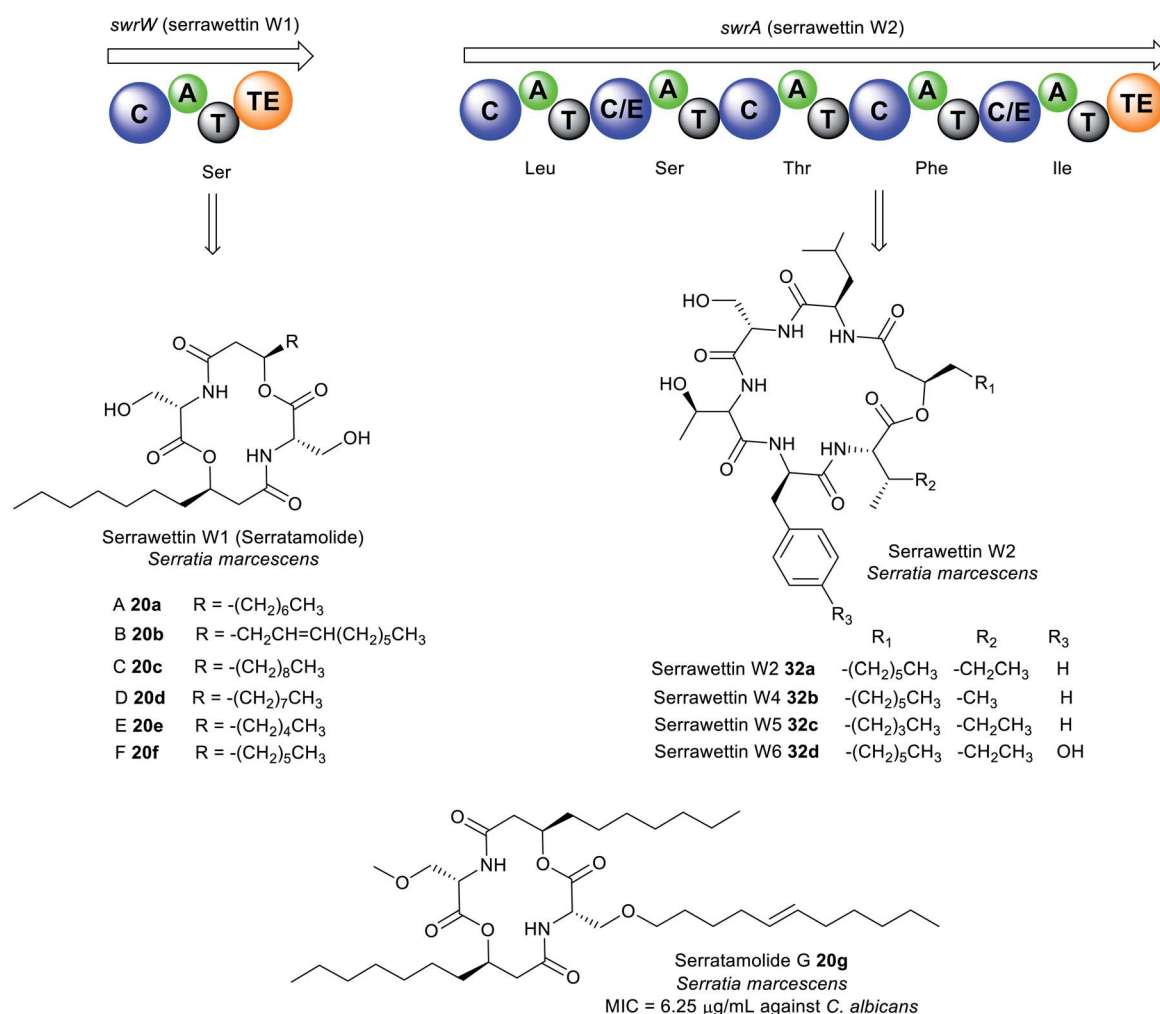 swrW (serrawettin W1)
C A T TE
Ser
swrA (serrawettin W2)
C A T C/E A T C A T C A T C/E A T TE
Leu Ser Thr Phe Ile
O
R
NH
O
O
HO
O
O
HN
OH
O
Serrawettin W1 (Serratamolide)
Serratia marcescens
A 20a R = -(CH2)6CH3
B 20b R = -CH2CH=CH(CH2)5CH3
C 20c R = -(CH2)8CH3
D 20d R = -(CH2)7CH3
E 20e R = -(CH2)4CH3
F 20f R = -(CH2)5CH3
O
HO
NH
HN
O
O
R1
HO
NH
O
O
O
NH
HN
R2
O
R3
Serrawettin W2
Serratia marcescens
R1 R2 R3
Serrawettin W2 32a -(CH2)5CH3 -CH2CH3 H
Serrawettin W4 32b -(CH2)5CH3 -CH3 H
Serrawettin W5 32c -(CH2)3CH3 -CH2CH3 H
Serrawettin W6 32d -(CH2)5CH3 -CH2CH3 OH
O
NH
O
O
O
O
O
O
HN
O
Serratamolide G 20g
Serratia marcescens
MIC = 6.25 μg/mL against C. albicans